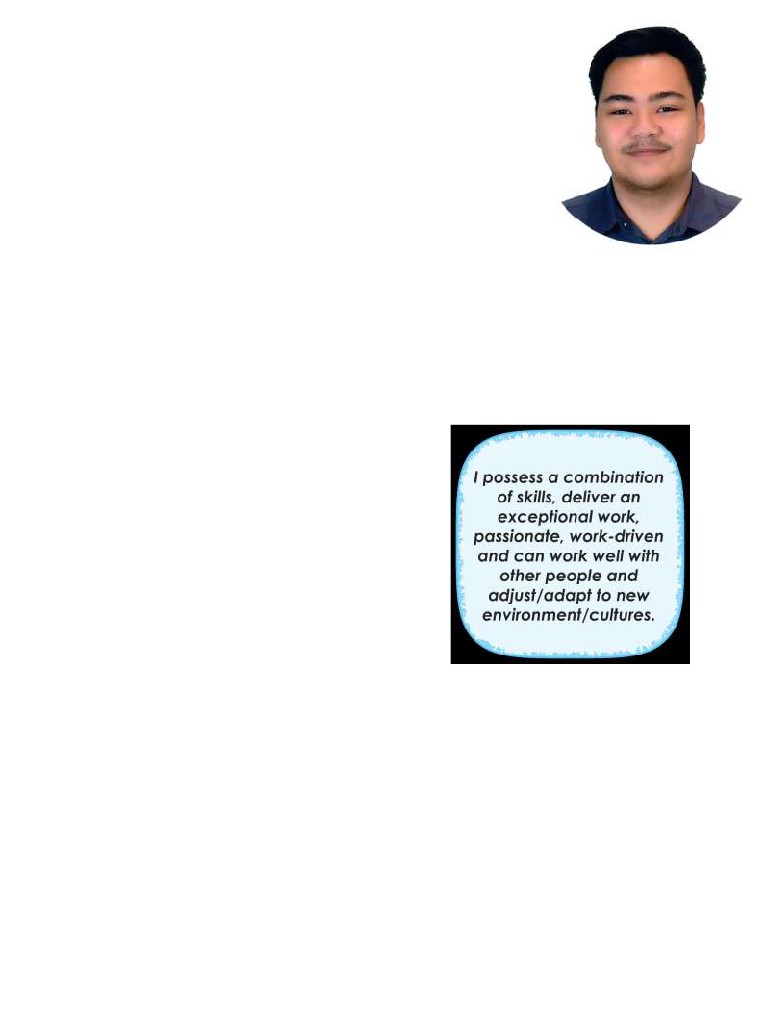 I possess a combination
of skills, deliver an
exceptional work,
passionate, work-driven
and can work well with
other people and
adjust/adapt to new
environment/cultures.